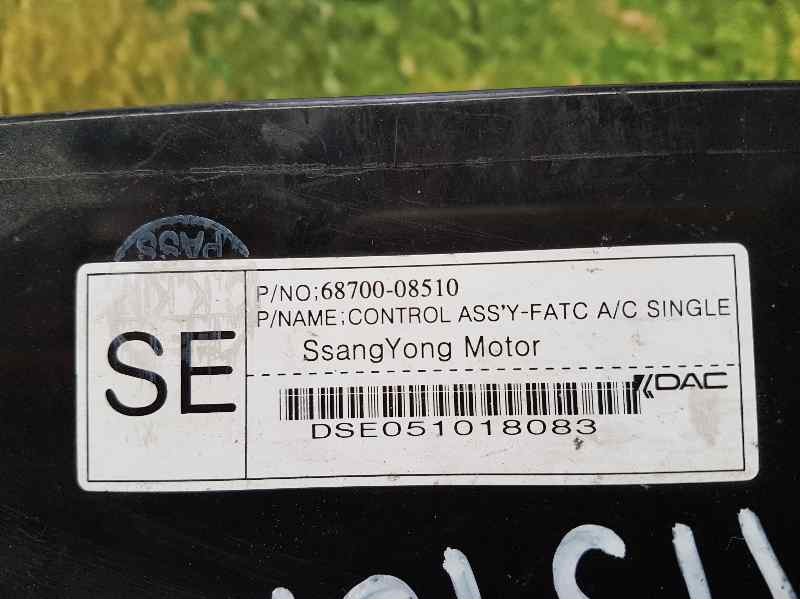 PASS
SE
P/NO;68700-08510
P/NAME;CONTROL ASS'Y-FATC A/C SINGLE
SsangYong Motor
DAC
DSE051018083